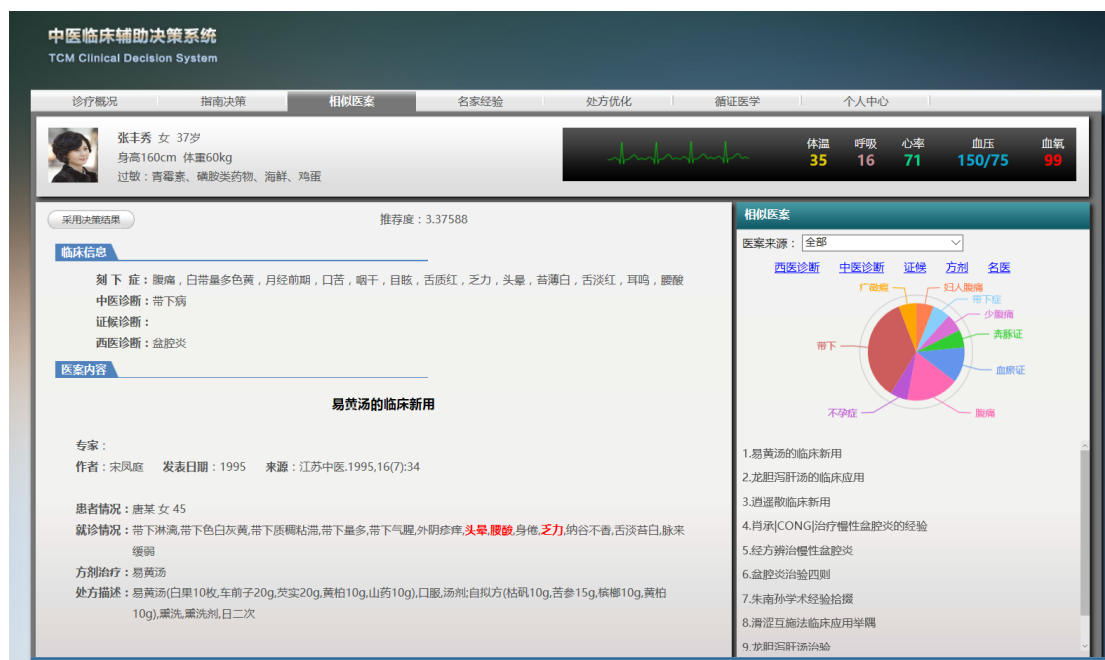 中医临床辅助决策系统
TCM Clinical Decision System
诊疗概况 指南决策 相似医案 名家经验 处方优化 循证医学 个人中心
张丰秀 女 37岁
身高160cm 体重60kg
过敏：青霉素、磺胺类药物、海鲜、鸡蛋
体温 呼吸 心率 血压 血氧
35 16 71 150/75 99
采用决策结果 推荐度：3.37588
临床信息
刻 下 症：腹痛，白带量多色黄，月经前期，口苦，咽干，目眩，舌质红，乏力，头晕，苔薄白，舌淡红，耳鸣，腰酸
中医诊断：带下病
证候诊断：
西医诊断：盆腔炎
医案内容
易黄汤的临床新用
专家：
作者：宋凤庭 发表日期：1995 来源：江苏中医.1995,16(7):34
患者情况：唐某 女 45
就诊情况：带下淋漓,带下色白灰黄,带下质稠粘滞,带下量多,带下气腥,外阴疹痒,头晕,腰酸,身倦,乏力,纳谷不香,舌淡苔白,脉来
缓弱
方剂治疗：易黄汤
处方描述：易黄汤(白果10枚,车前子20g,芡实20g,黄柏10g,山药10g),口服,汤剂;自拟方(枯矾10g,苦参15g,槟榔10g,黄柏
10g),熏洗,熏洗剂,日二次
相似医案
医案来源：全部
西医诊断 中医诊断 证候 方剂 名医
疒徵瘕 妇人腹痛
带下症
少腹痛
奔豚证
带下
血瘀证
不孕症 腹痛
1.易黄汤的临床新用
2.龙胆泻肝汤的临床应用
3.逍遥散临床新用
4.肖承|CONG|治疗慢性盆腔炎的经验
5.经方辨治慢性盆腔炎
6.盆腔炎治验四则
7.朱南孙学术经验拾掇
8.滑涩互施法临床应用举隅
9.龙胆泻肝汤治验